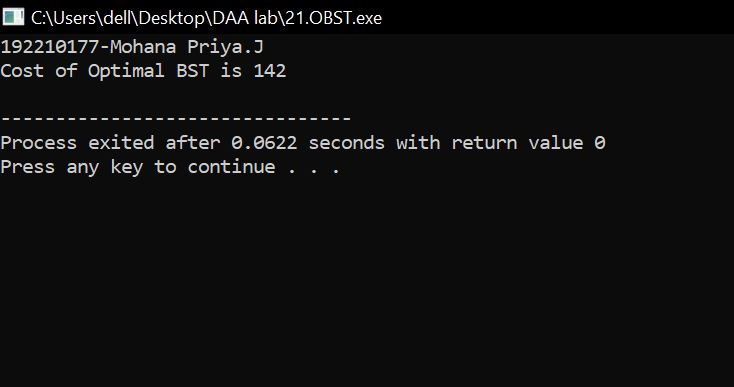 C:\Users\dell\Desktop\DAA lab\21.OBST.exe
192210177-Mohana Priya.J
Cost of Optimal BST is 142
--------------------------------
Process exited after 0.0622 seconds with return value 0
Press any key to continue . . .